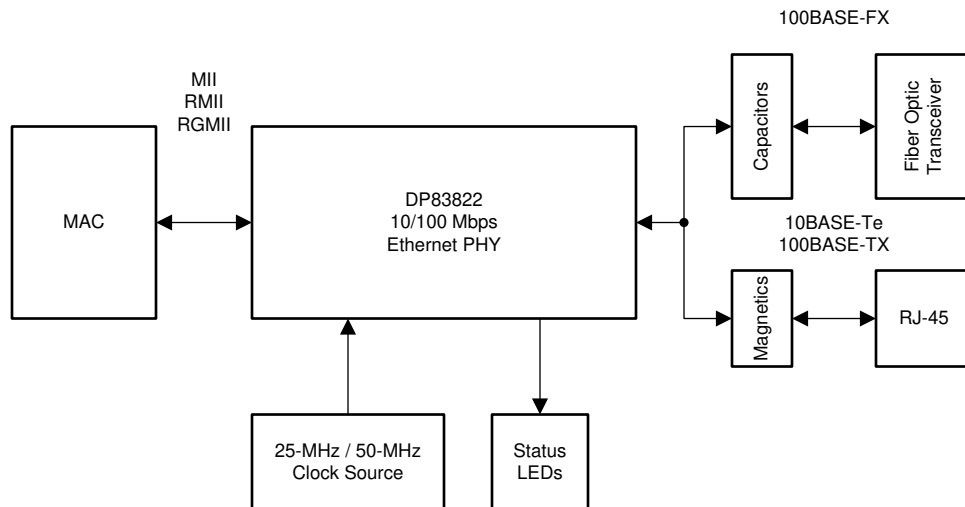 100BASE-FX
MII
RMII
RGMII
MAC
DP83822
10/100 Mbps
Ethernet PHY
Capacitors
Fiber Optic
Transceiver
10BASE-Te
100BASE-TX
Magnetics
RJ-45
25-MHz / 50-MHz
Clock Source
Status
LEDs